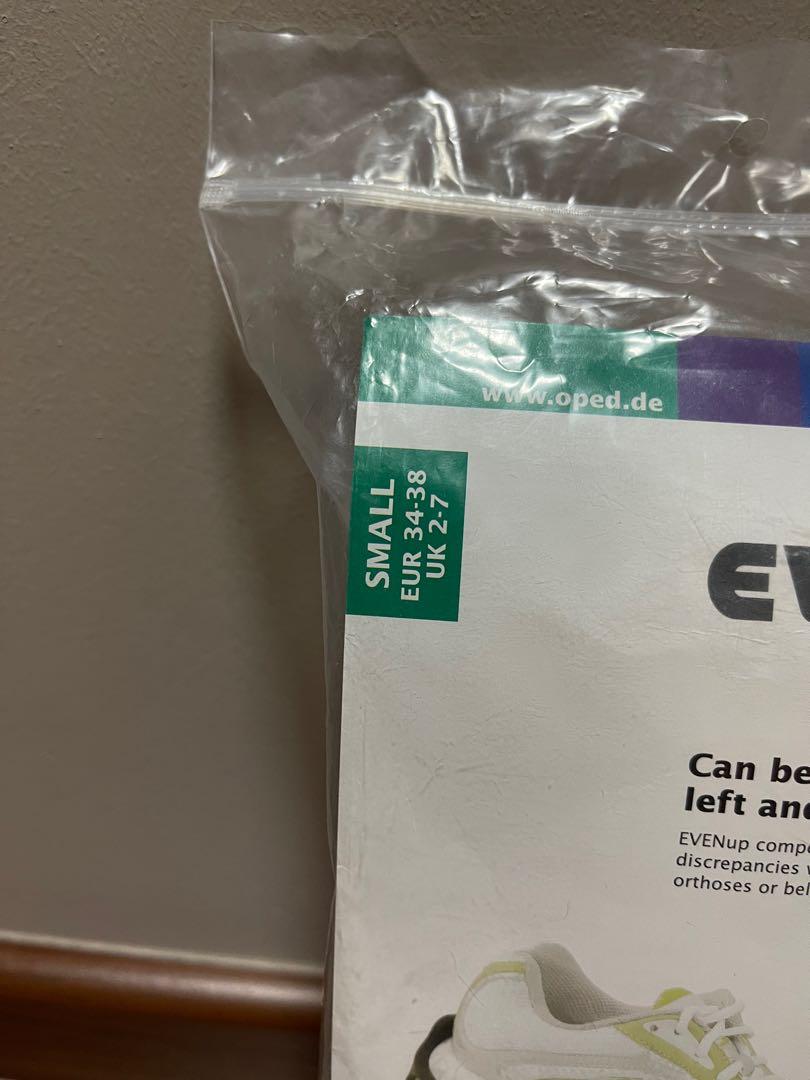 www.oped.de
SMALL
EUR 34-38
UK 2-7
EV
Can be
left and
EVENup compe
discrepancies
orthoses or bel